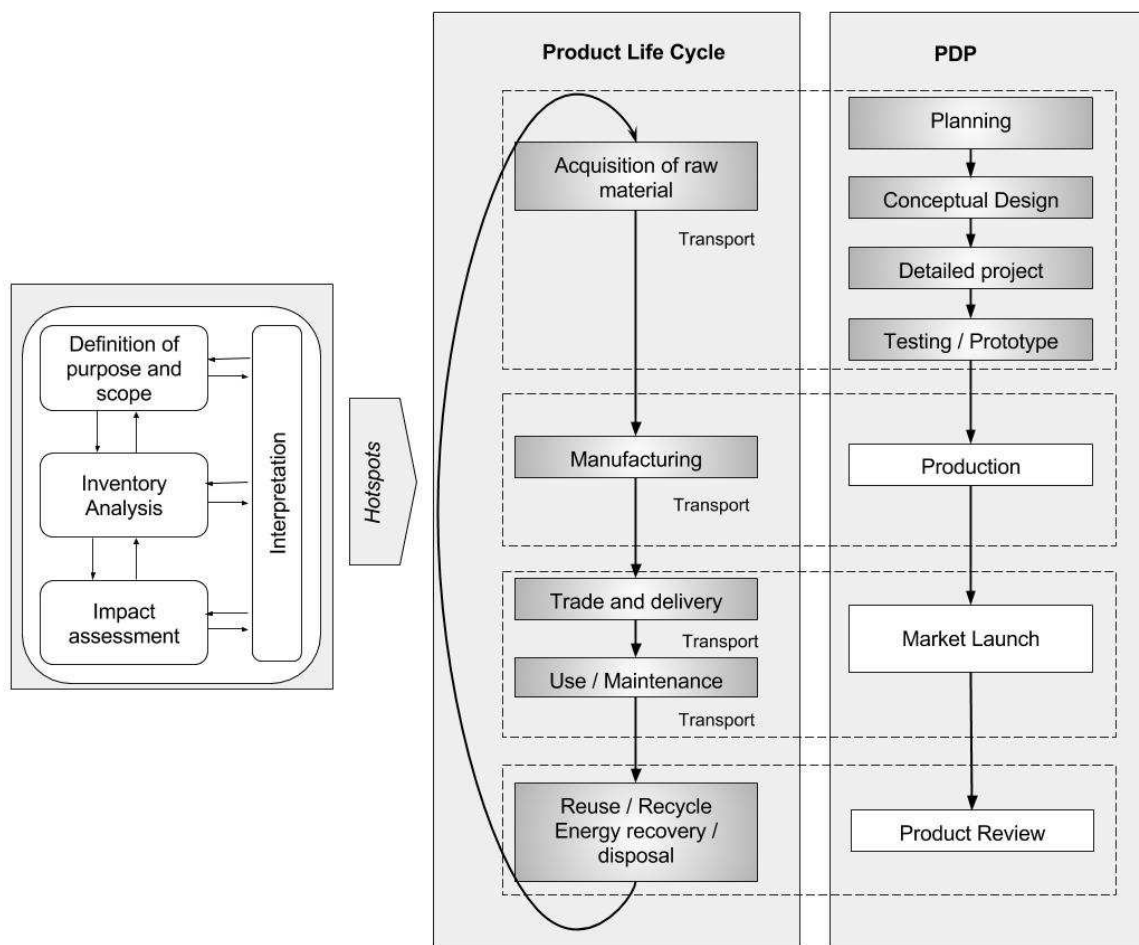 Definition of
purpose and
scope
Inventory
Analysis
Impact
assessment
Interpretation
Hotspots
Product Life Cycle
Acquisition of raw
material
Transport
Manufacturing
Transport
Trade and delivery
Transport
Use / Maintenance
Transport
Reuse / Recycle
Energy recovery /
disposal
PDP
Planning
Conceptual Design
Detailed project
Testing / Prototype
Production
Market Launch
Product Review